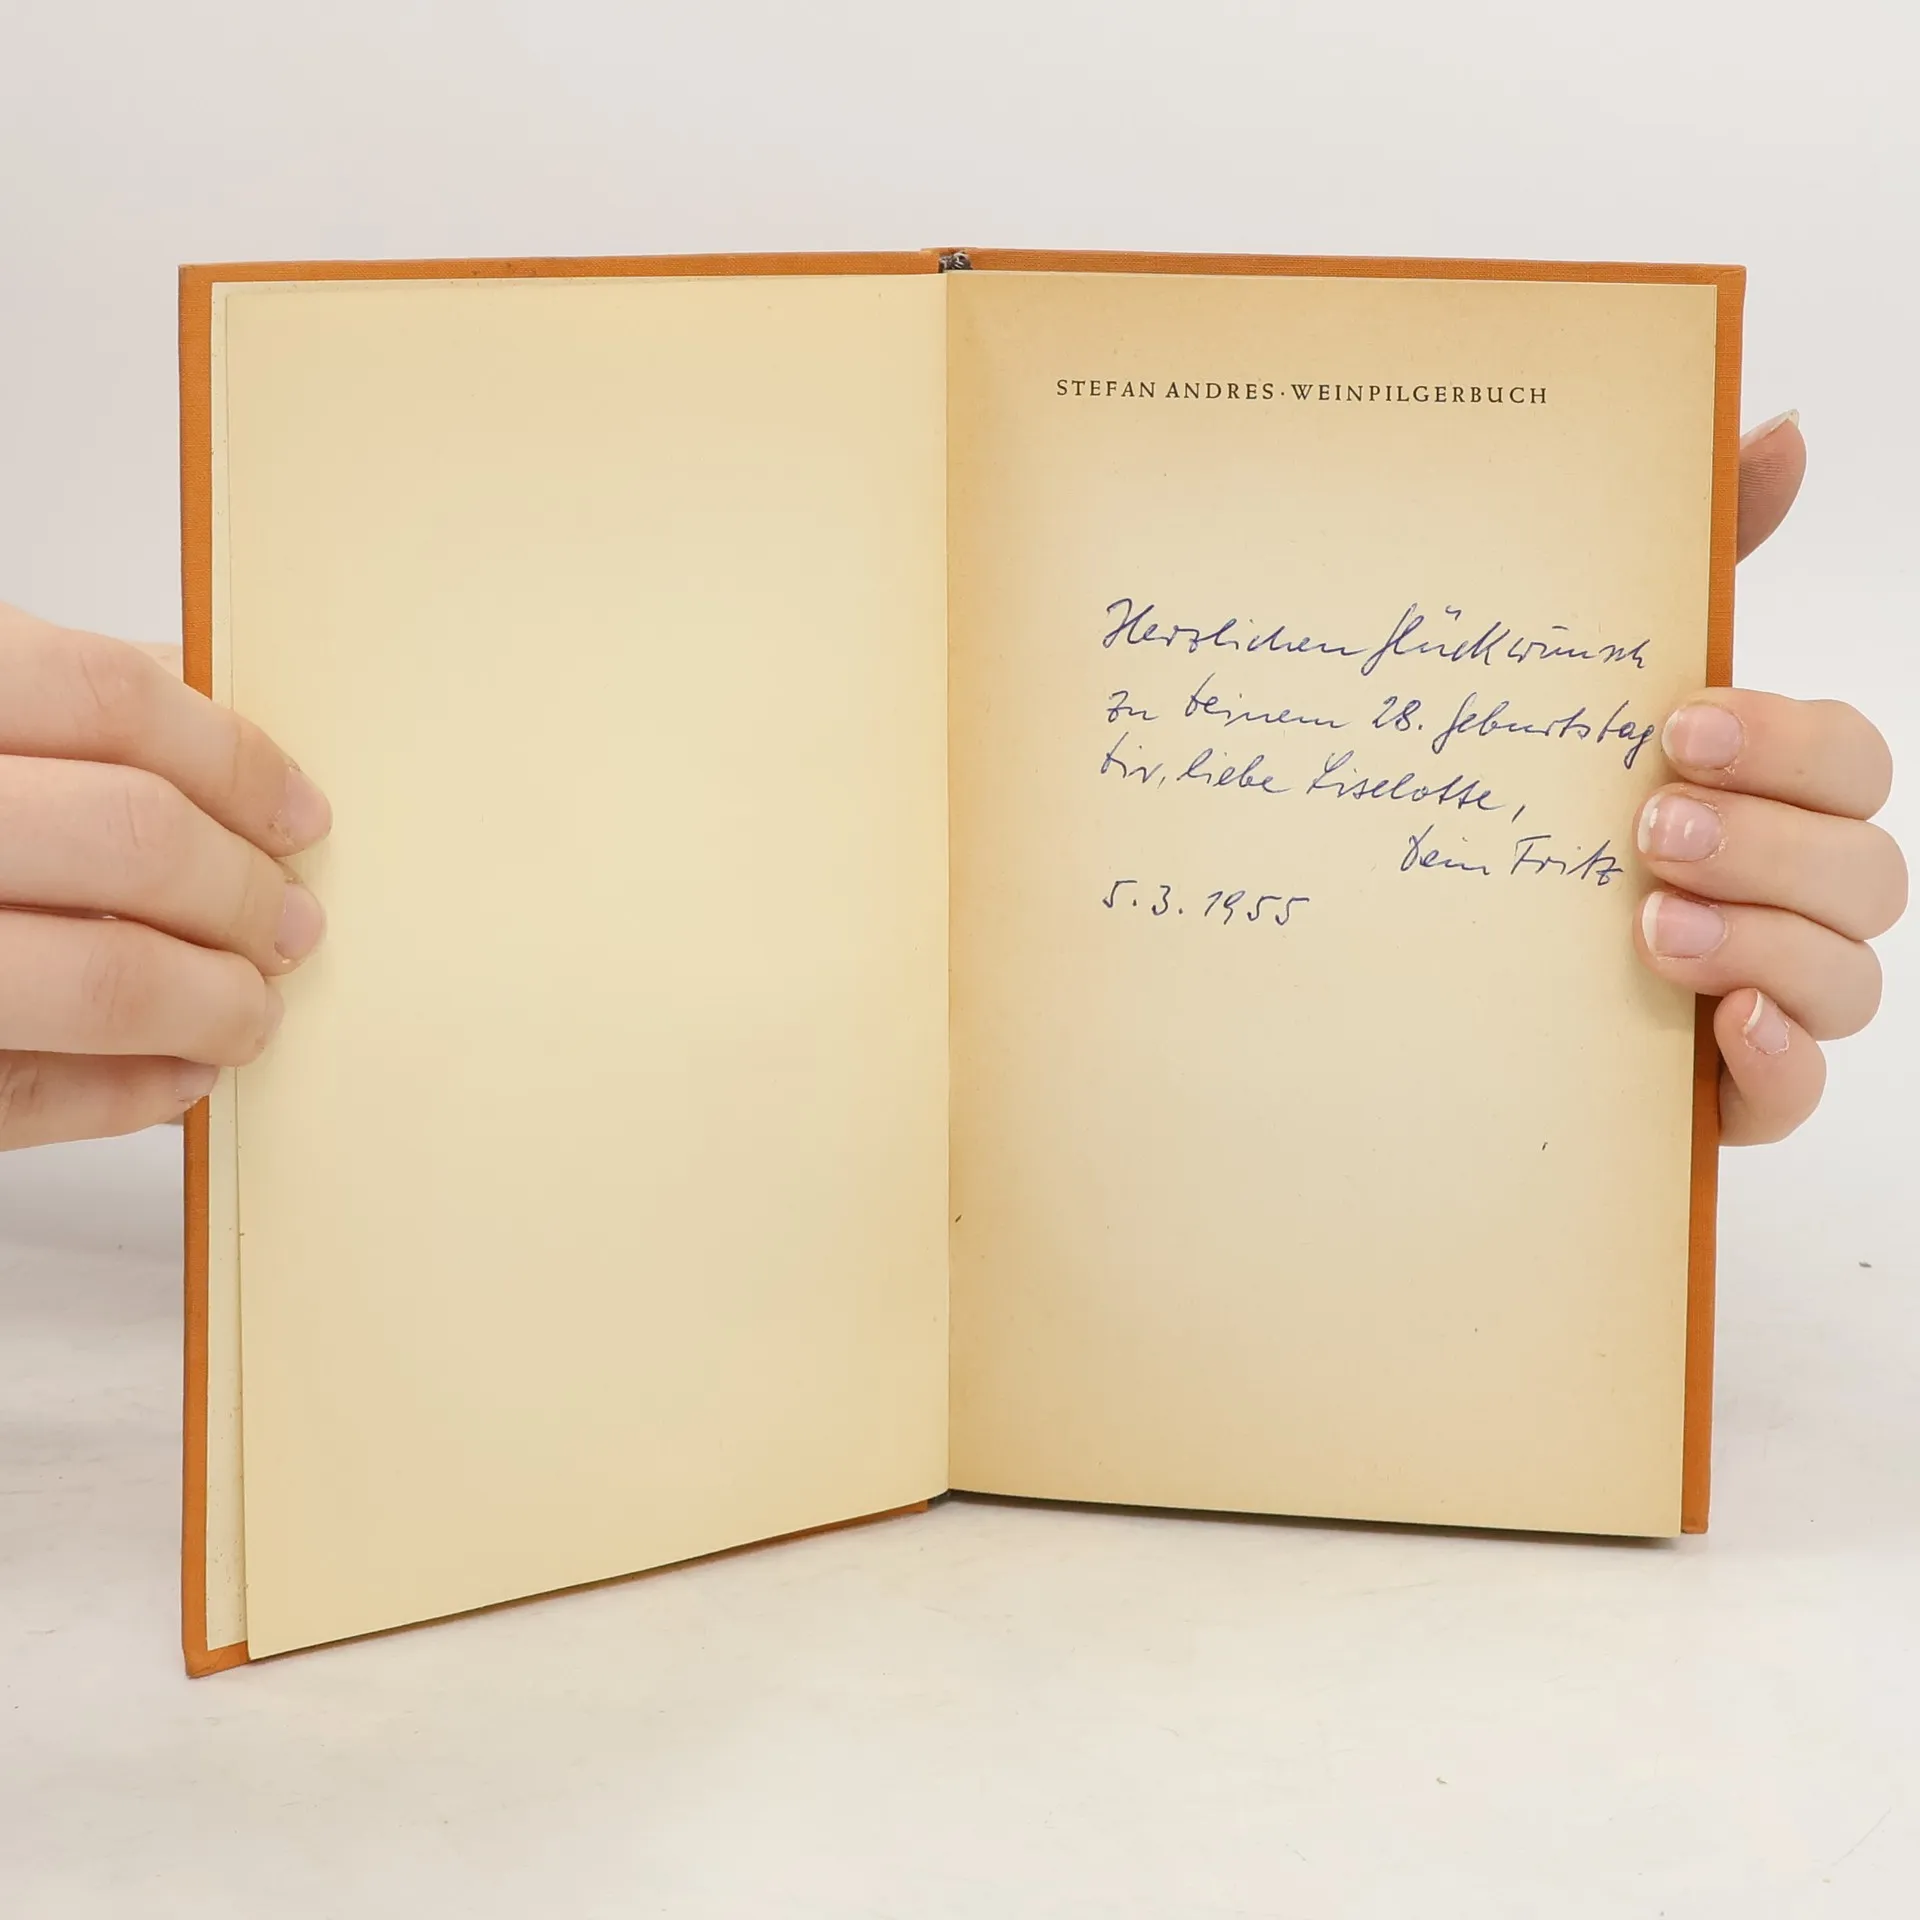 STEFAN ANDRES · WEINPILGERBUCH
Herzlichen Glückwunsch
zu Deinem 28. Geburtstag
Dir, liebe Liselotte,
Dein Fritz
5.3.1955